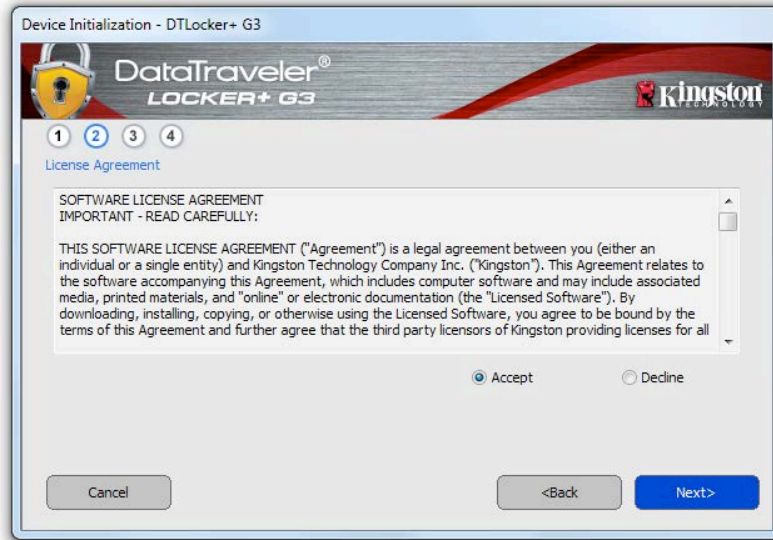 Device Initialization - DTLocker+ G3
DataTraveler®
LOCKER+ G3
Kingston
TECHNOLOGY
1 2 3 4
License Agreement
SOFTWARE LICENSE AGREEMENT
IMPORTANT - READ CAREFULLY:
THIS SOFTWARE LICENSE AGREEMENT ("Agreement") is a legal agreement between you (either an
individual or a single entity) and Kingston Technology Company Inc. ("Kingston"). This Agreement relates to
the software accompanying this Agreement, which includes computer software and may include associated
media, printed materials, and "online" or electronic documentation (the "Licensed Software"). By
downloading, installing, copying, or otherwise using the Licensed Software, you agree to be bound by the
terms of this Agreement and further agree that the third party licensors of Kingston providing licenses for all
Accept Decline
Cancel <Back Next>